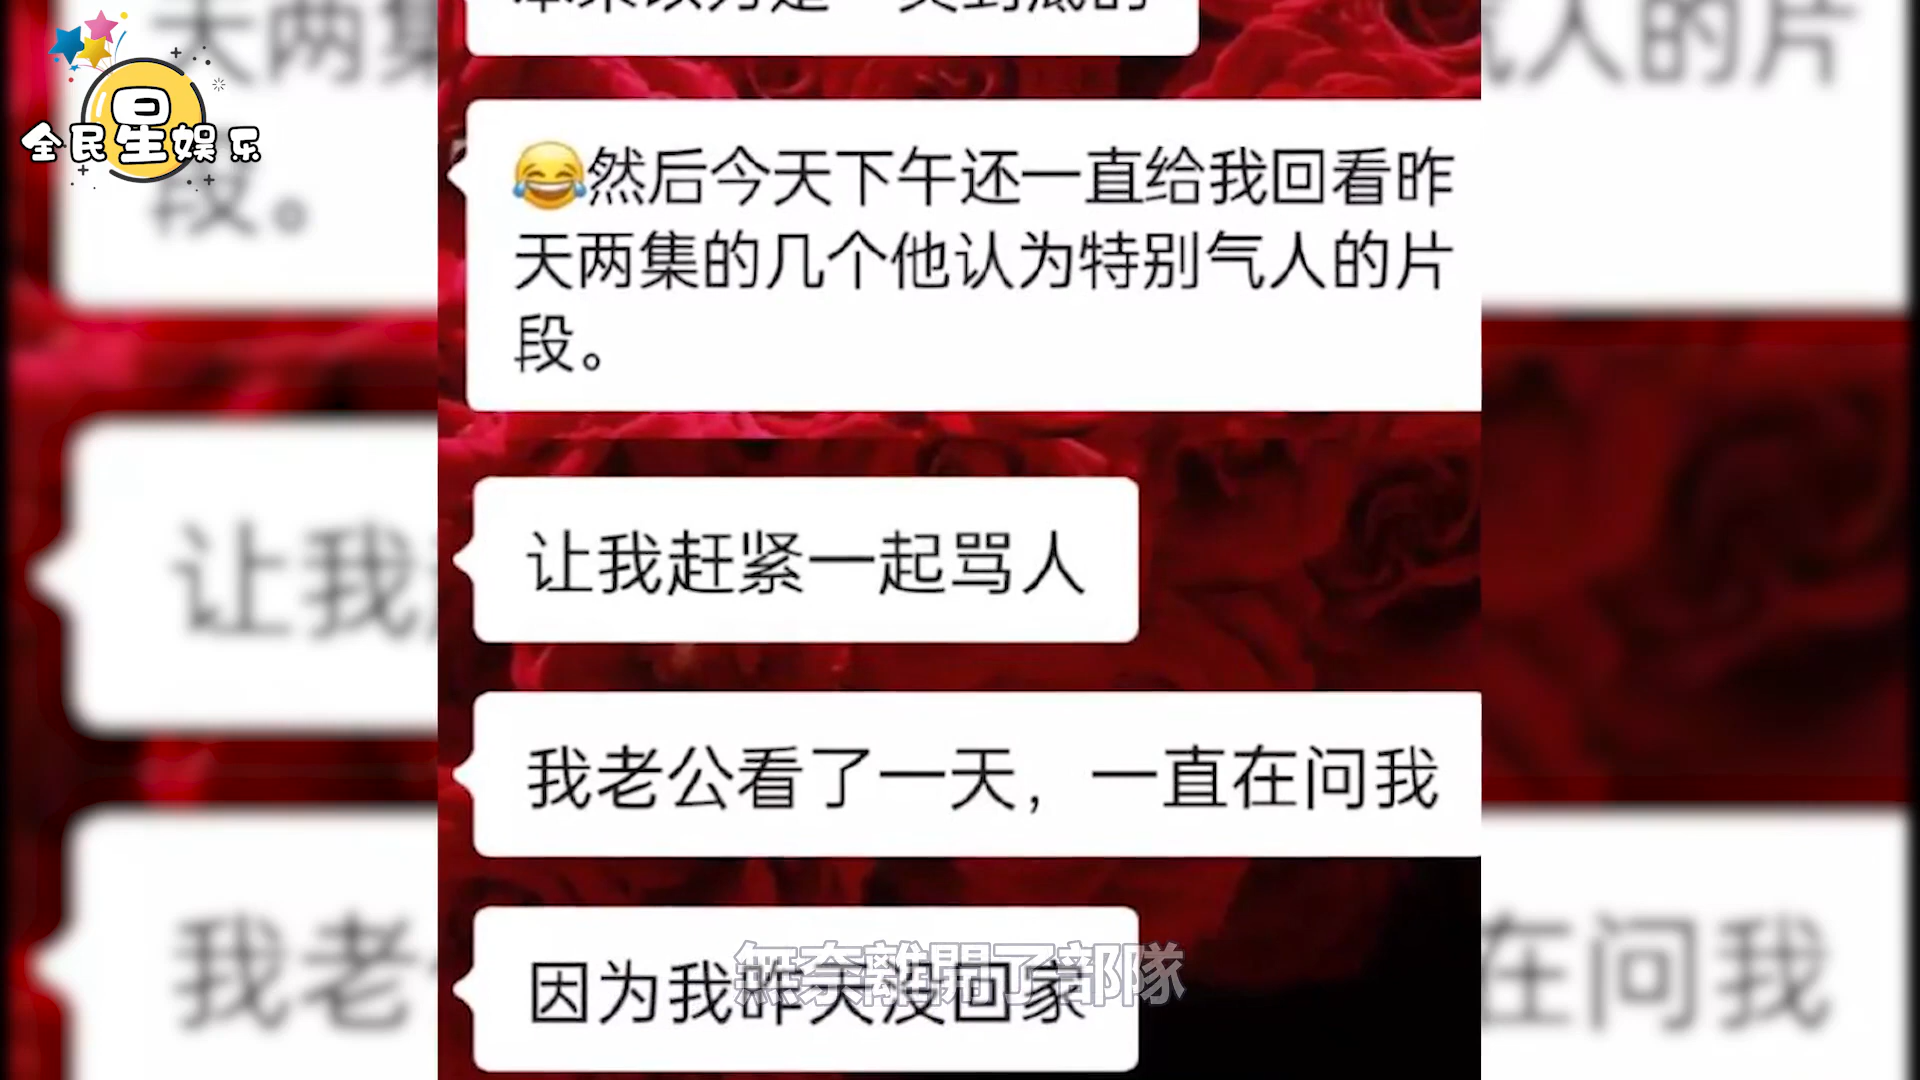 全民星娱乐
😂然后今天下午还一直给我回看昨
天两集的几个他认为特别气人的片
段。
让我赶紧一起骂人
我老公看了一天，一直在问我
因为我昨天没回家
無奈離開了部隊